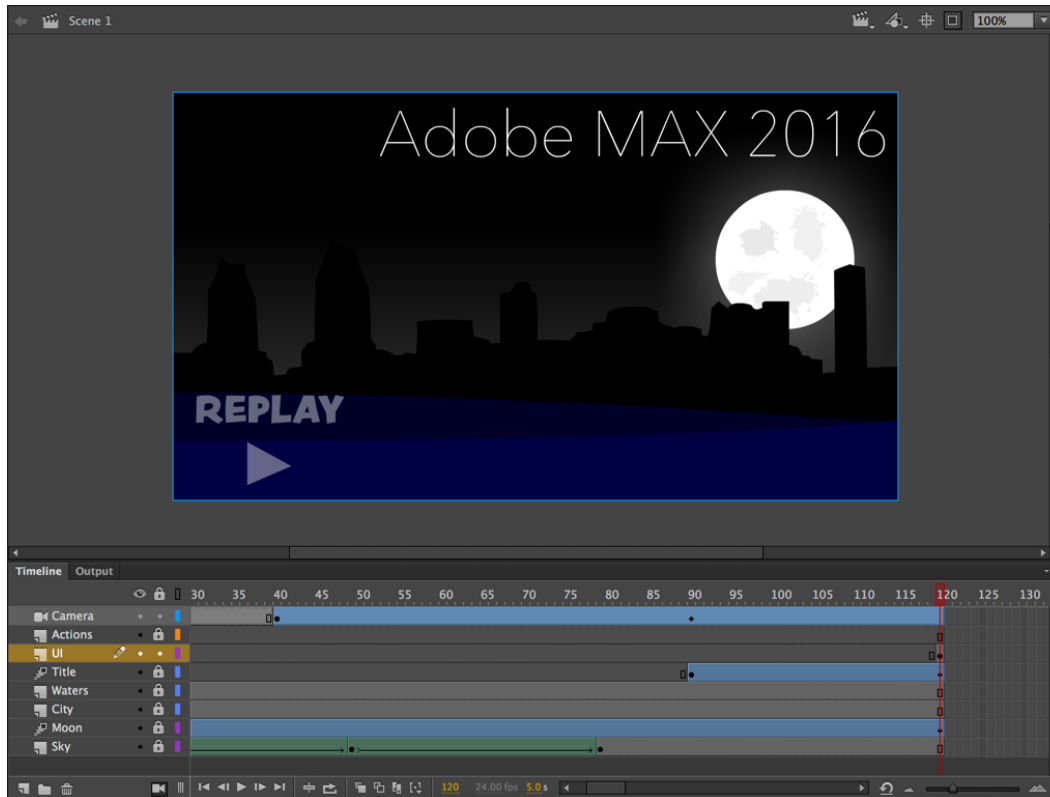 Scene 1
100%
Adobe MAX 2016
REPLAY
Timeline Output
30 35 40 45 50 55 60 65 70 75 80 85 90 95 100 105 110 115 120 125 130
Camera
Actions
UI
Title
Waters
City
Moon
Sky
120 24.00 fps 5.0 s